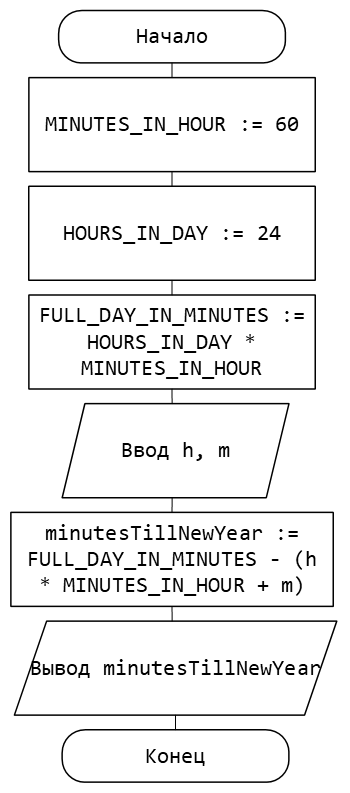 Начало
MINUTES_IN_HOUR := 60
HOURS_IN_DAY := 24
FULL_DAY_IN_MINUTES :=
HOURS_IN_DAY *
MINUTES_IN_HOUR
Ввод h, m
minutesTillNewYear :=
FULL_DAY_IN_MINUTES - (h
* MINUTES_IN_HOUR + m)
Вывод minutesTillNewYear
Конец